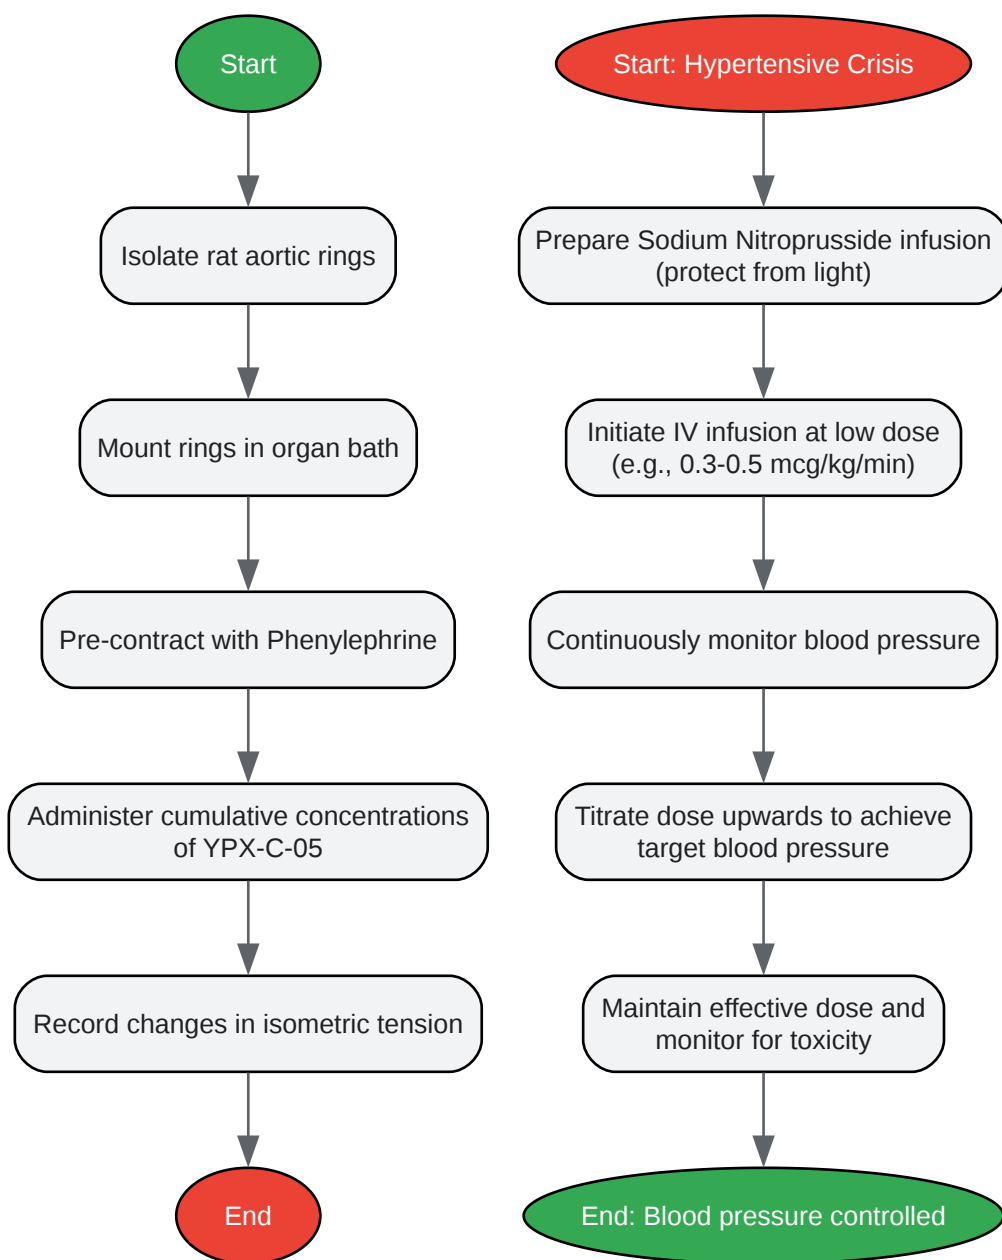 Start
Isolate rat aortic rings
Mount rings in organ bath
Pre-contract with Phenylephrine
Administer cumulative concentrations
of YPX-C-05
Record changes in isometric tension
End
Start: Hypertensive Crisis
Prepare Sodium Nitroprusside infusion
(protect from light)
Initiate IV infusion at low dose
(e.g., 0.3-0.5 mcg/kg/min)
Continuously monitor blood pressure
Titrate dose upwards to achieve
target blood pressure
Maintain effective dose and
monitor for toxicity
End: Blood pressure controlled